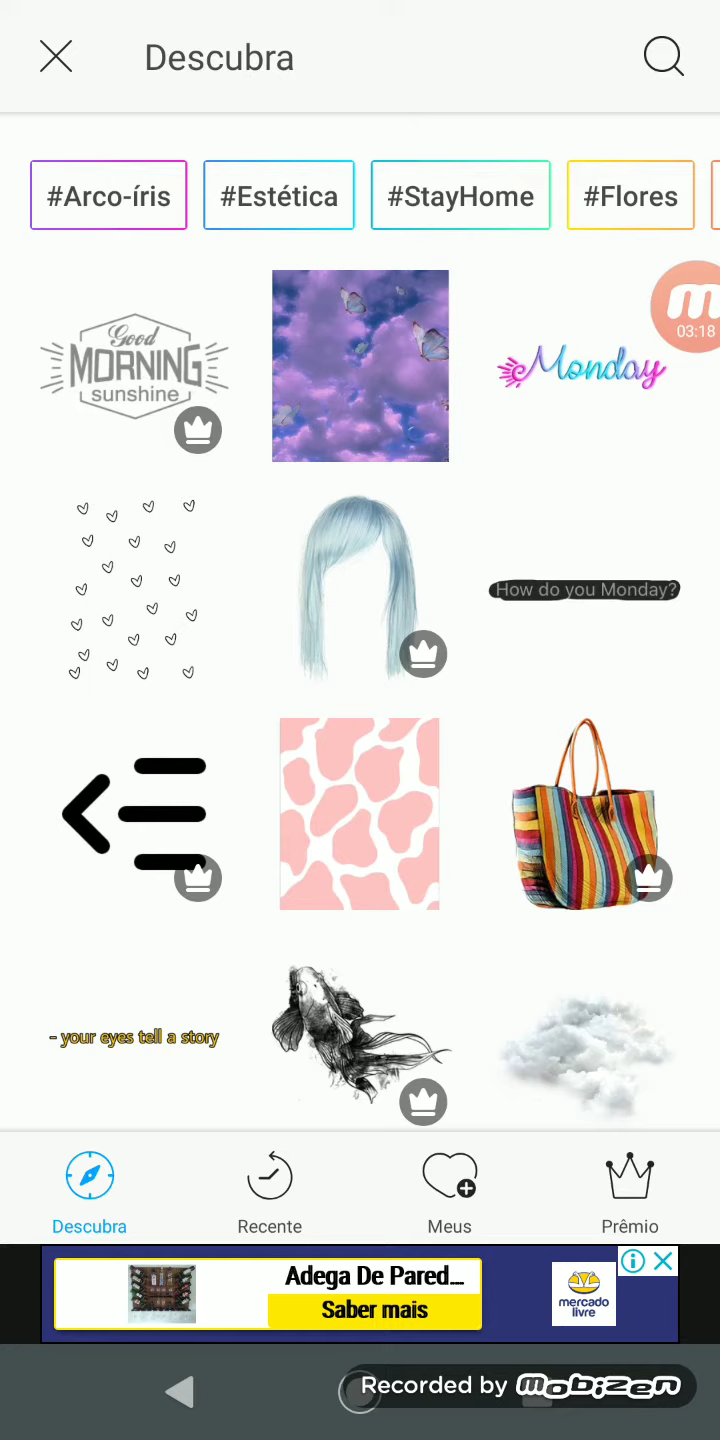 Descubra
#Arco-íris
#Estética
#StayHome
#Flores
03:18
Good
MORNING
sunshine
Monday
How do you Monday?
- your eyes tell a story
Descubra
Recente
Meus
Prêmio
Adega De Pared...
Saber mais
mercado
livre
Recorded by mobizen